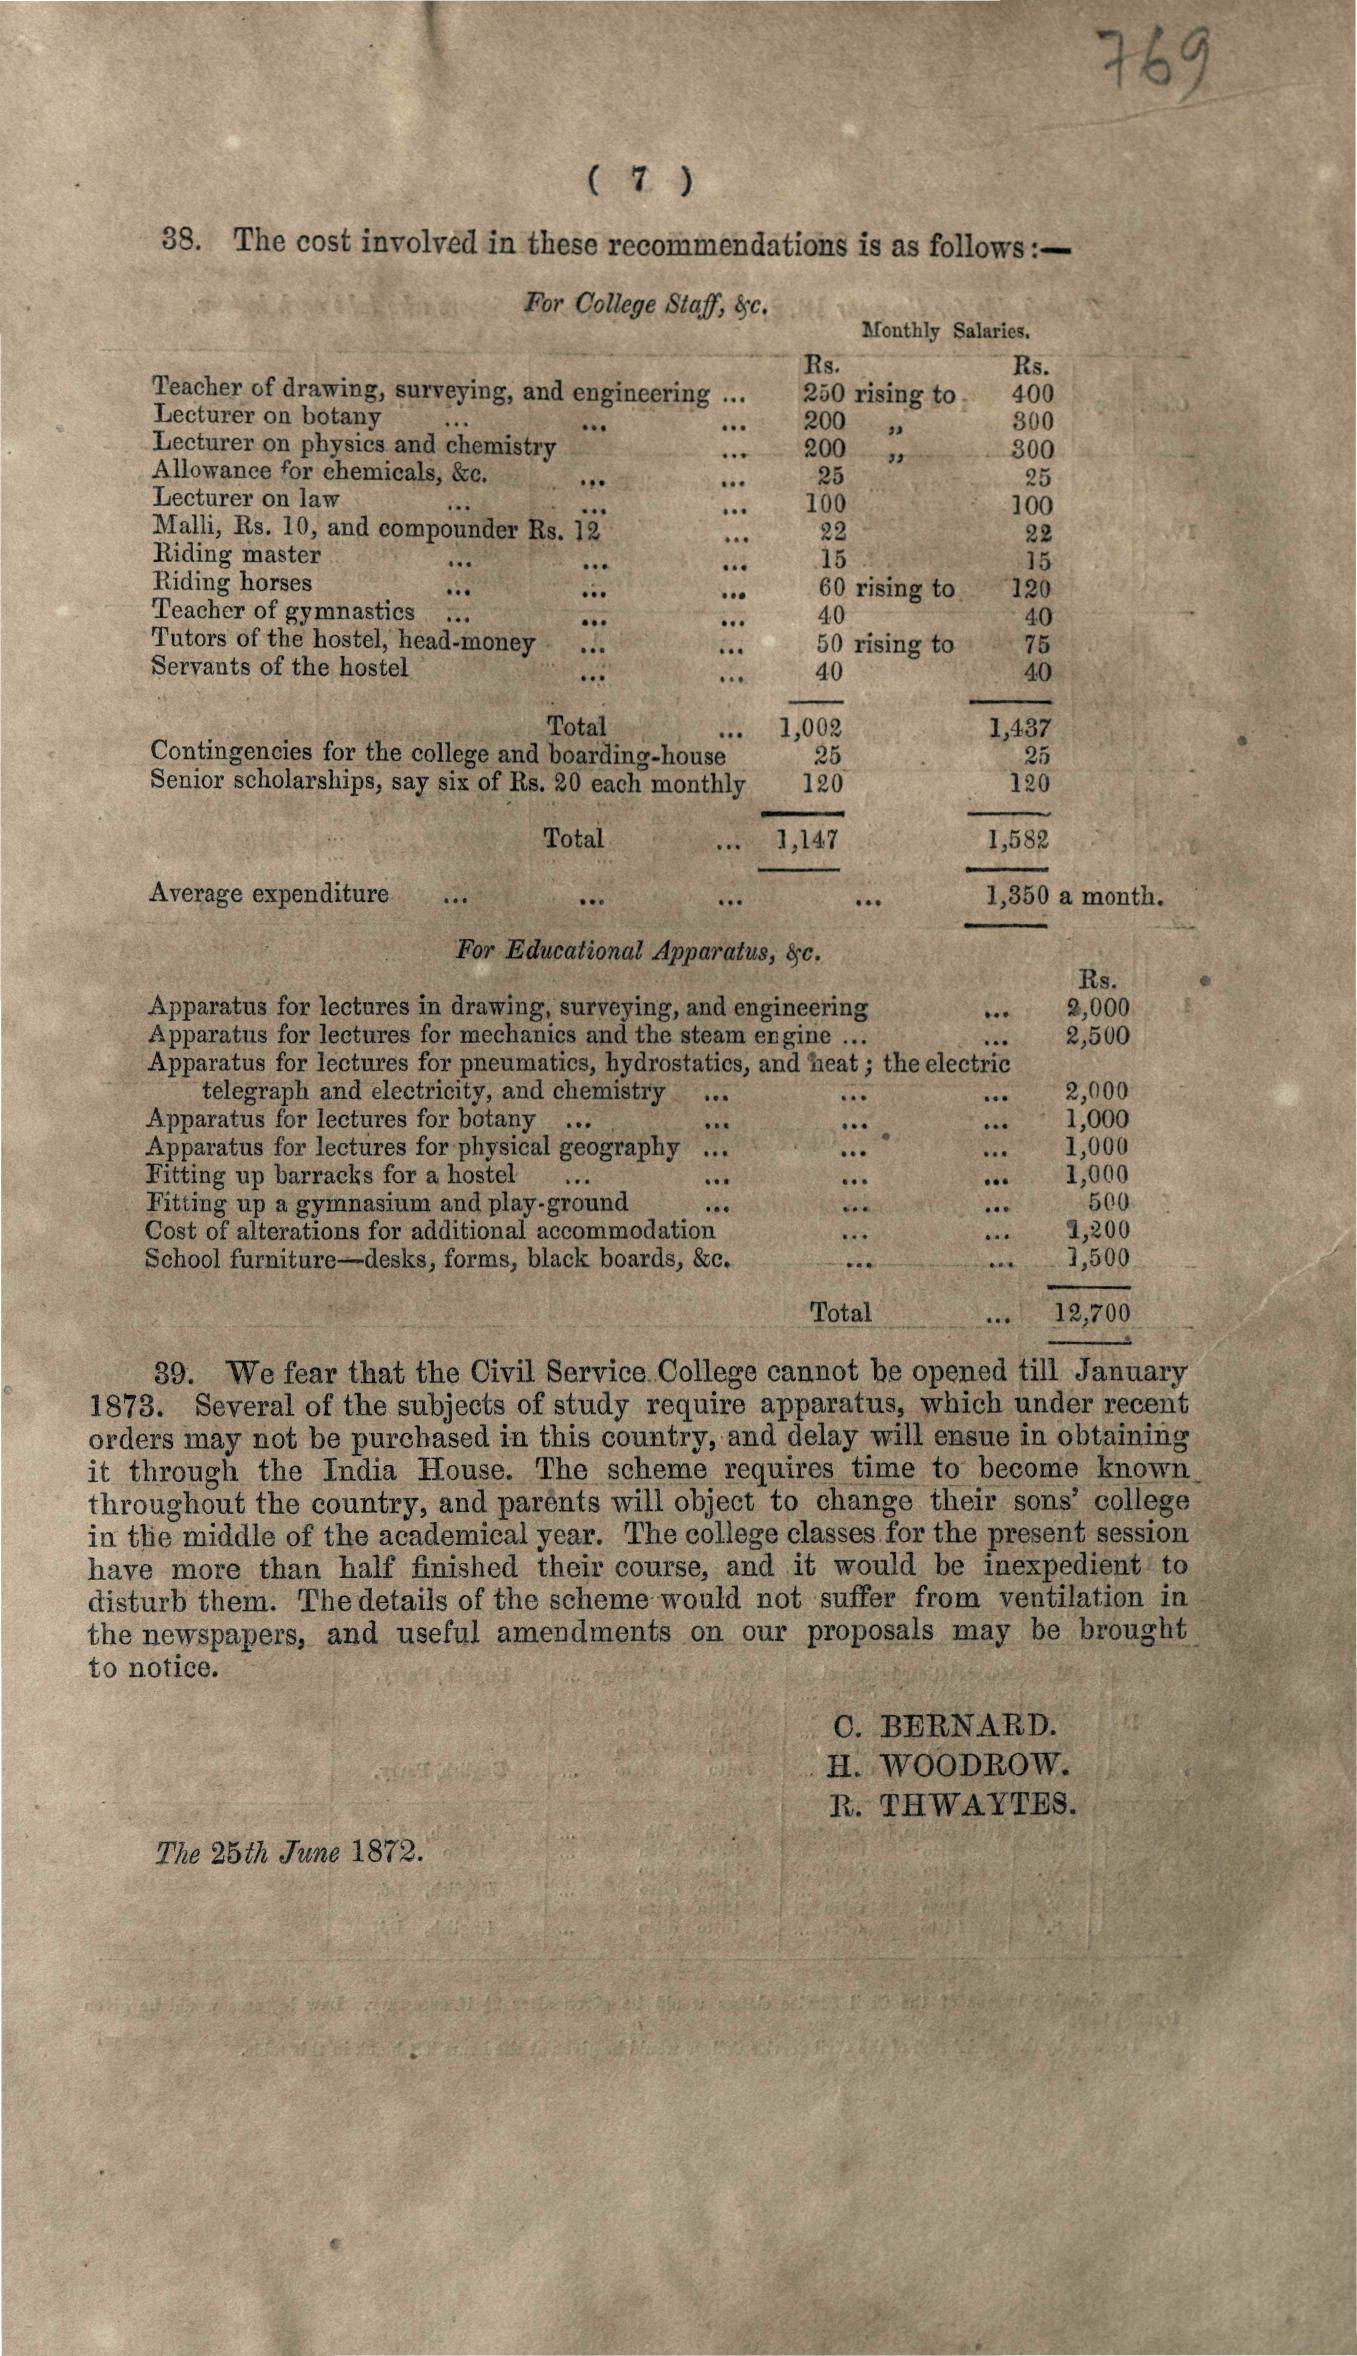 769
( 7 )
38. The cost involved in these recommendations is as follows:—
For College Staff, &c.
Monthly Salaries.
Rs. Rs.
Teacher of drawing, surveying, and engineering ... 250 rising to 400
Lecturer on botany ... ... ... 200 „ 300
Lecturer on physics and chemistry ... 200 „ 300
Allowance for chemicals, &c. ... ... 25 25
Lecturer on law ... ... ... 100 100
Malli, Rs. 10, and compounder Rs. 12 ... 22 22
Riding master ... ... ... 15 15
Riding horses ... ... ... 60 rising to 120
Teacher of gymnastics ... ... ... 40 40
Tutors of the hostel, head-money ... ... 50 rising to 75
Servants of the hostel ... ... 40 40
Total ... 1,002 1,437
Contingencies for the college and boarding-house 25 25
Senior scholarships, say six of Rs. 20 each monthly 120 120
Total ... 1,147 1,582
Average expenditure ... ... ... ... 1,350 a month.
For Educational Apparatus, &c.
Rs.
Apparatus for lectures in drawing, surveying, and engineering ... 2,000
Apparatus for lectures for mechanics and the steam engine ... ... 2,500
Apparatus for lectures for pneumatics, hydrostatics, and heat; the electric
telegraph and electricity, and chemistry ... ... ... 2,000
Apparatus for lectures for botany ... ... ... ... 1,000
Apparatus for lectures for physical geography ... ... ... 1,000
Fitting up barracks for a hostel ... ... ... ... 1,000
Fitting up a gymnasium and play-ground ... ... ... 500
Cost of alterations for additional accommodation ... ... 1,200
School furniture—desks, forms, black boards, &c. ... ... 1,500
Total ... 12,700
39. We fear that the Civil Service College cannot be opened till January
1873. Several of the subjects of study require apparatus, which under recent
orders may not be purchased in this country, and delay will ensue in obtaining
it through the India House. The scheme requires time to become known
throughout the country, and parents will object to change their sons' college
in the middle of the academical year. The college classes for the present session
have more than half finished their course, and it would be inexpedient to
disturb them. The details of the scheme would not suffer from ventilation in
the newspapers, and useful amendments on our proposals may be brought
to notice.
C. BERNARD.
H. WOODROW.
R. THWAYTES.
The 25th June 1872.